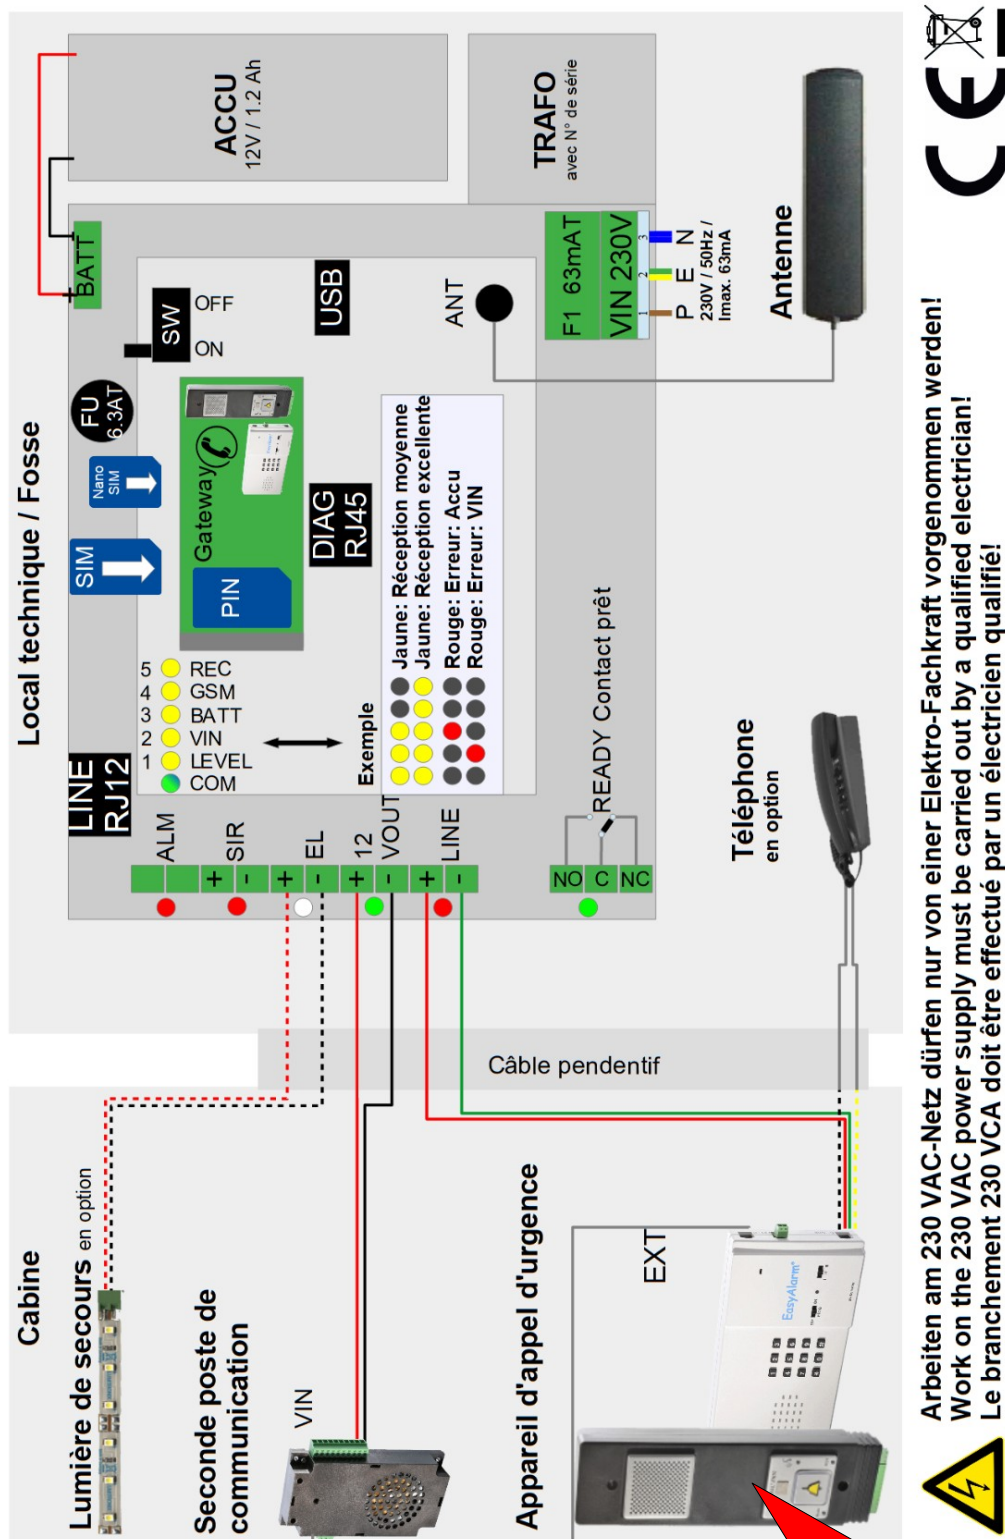 Local technique / Fosse
ACCU
12V / 1.2 Ah
TRAFO
avec N° de série
BATT
+
-
SW
OFF
ON
USB
FU
6.3AT
Nano
SIM
SIM
Gateway
PIN
DIAG
RJ45
ANT
F1 63mAT
VIN 230V
1 2 3
P E N
230V / 50Hz /
Imax. 63mA
Antenne
LINE
RJ12
5 REC
4 GSM
3 BATT
2 VIN
1 LEVEL
COM
Exemple
Jaune: Réception moyenne
Jaune: Réception excellente
Rouge: Erreur: Accu
Rouge: Erreur: VIN
ALM
+
-
SIR
+
-
EL
+
-
12
VOUT
+
-
LINE
NO
C
NC
READY Contact prêt
Téléphone
en option
Câble pendentif
Cabine
Lumière de secours en option
Seconde poste de
communication
VIN
Appareil d'appel d'urgence
EXT
EasyAlarm
CE
Arbeiten am 230 VAC-Netz dürfen nur von einer Elektro-Fachkraft vorgenommen werden!
Work on the 230 VAC power supply must be carried out by a qualified electrician!
Le branchement 230 VCA doit être effectué par un électricien qualifié!